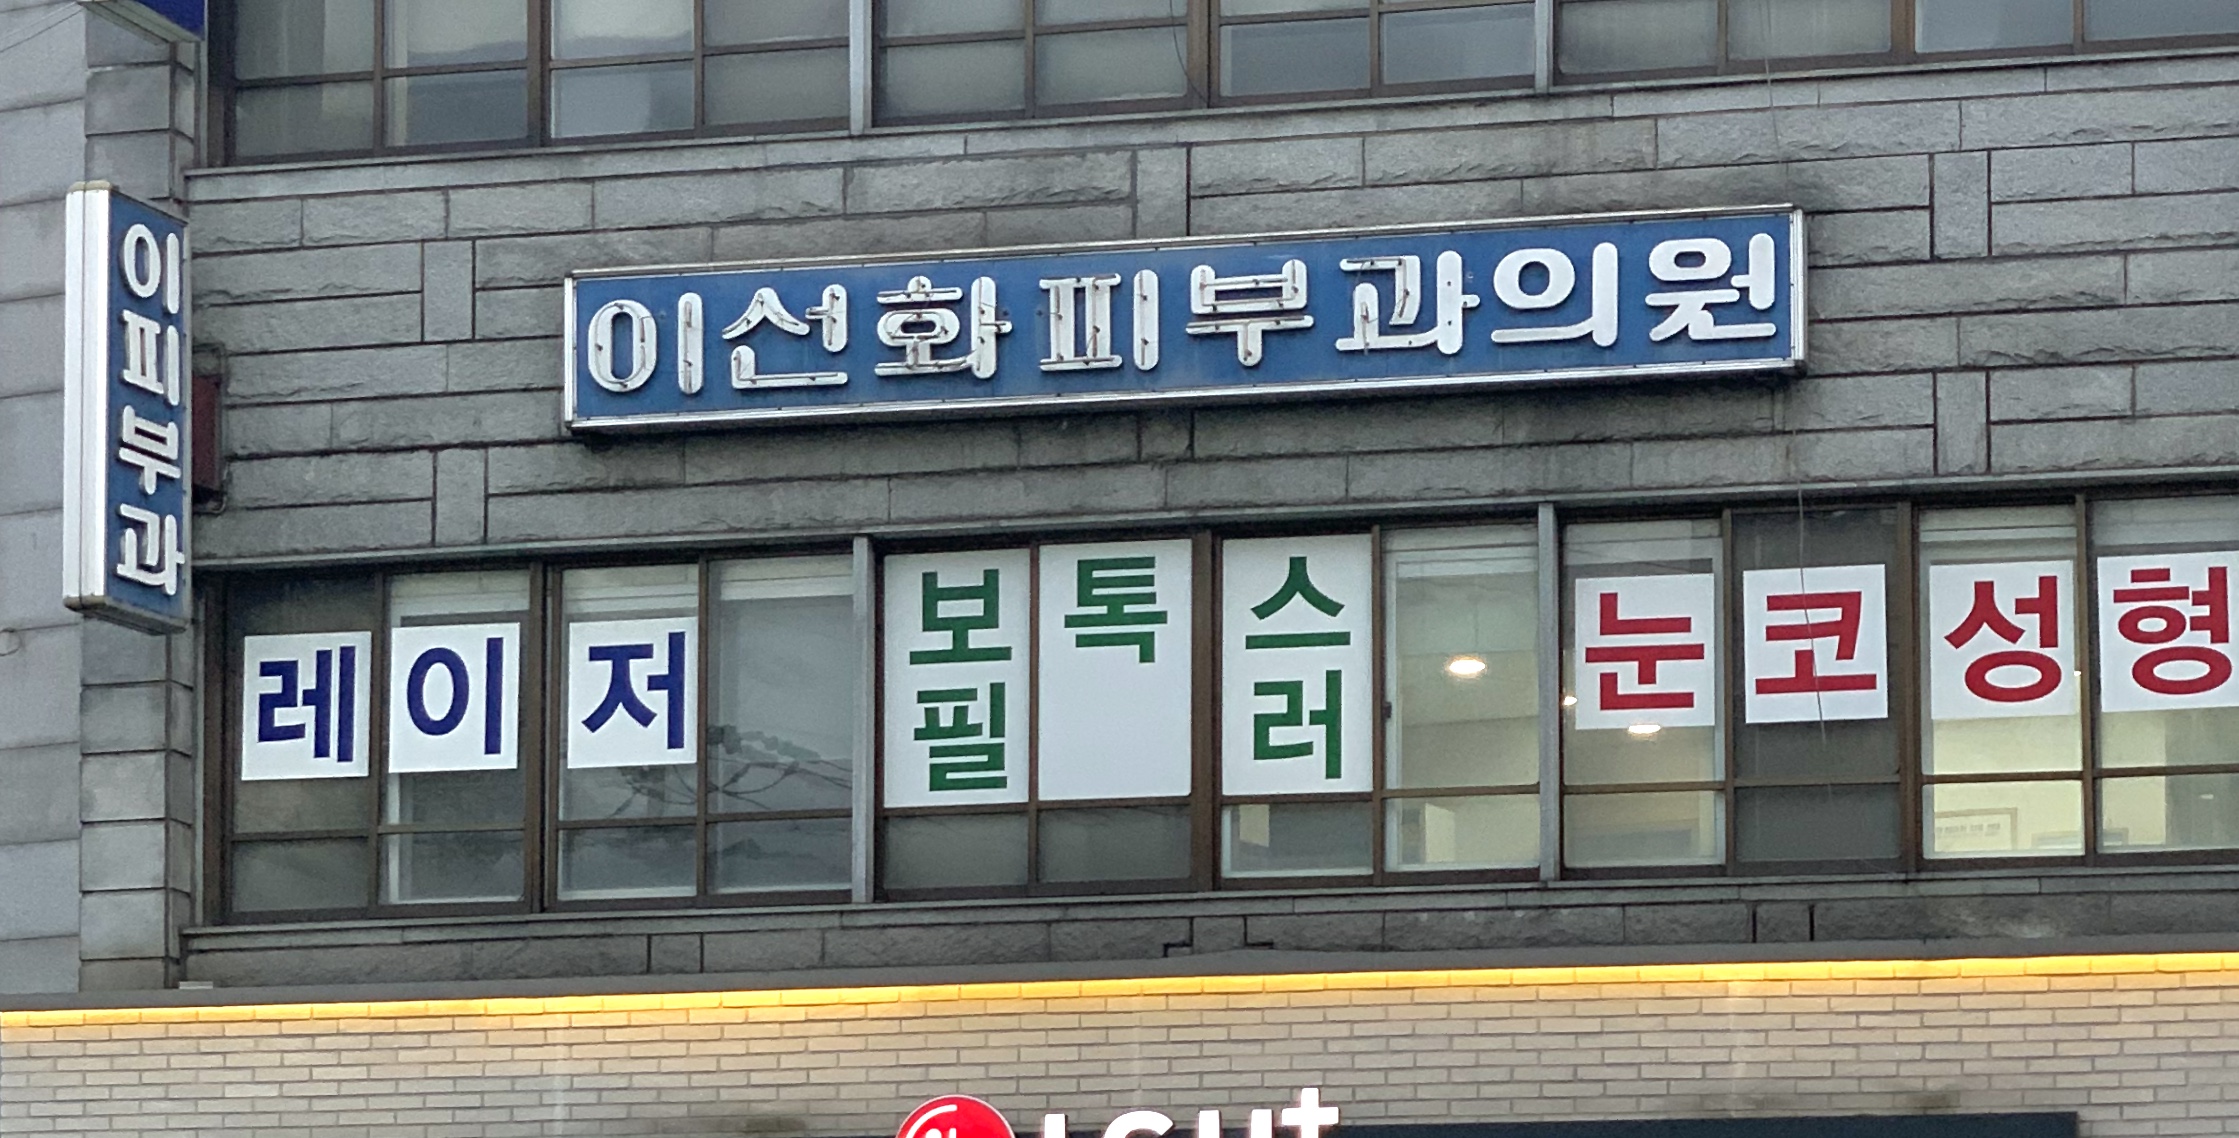 이피부과
이선화피부과의원
레이저
보톡스
필 러
눈코성형
LG U+